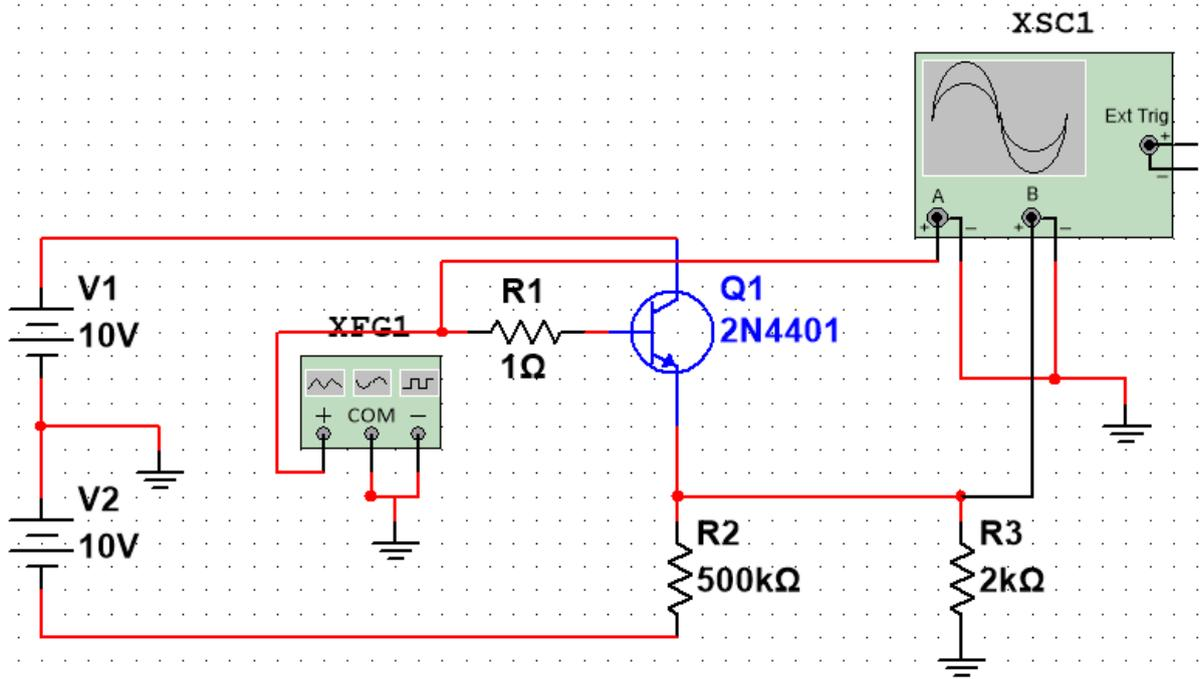 XSC1
Ext Trig
+
−
A
B
+ − + −
V1
10V
XFG1
R1
1Ω
Q1
2N4401
+ COM −
V2
10V
R2
500kΩ
R3
2kΩ